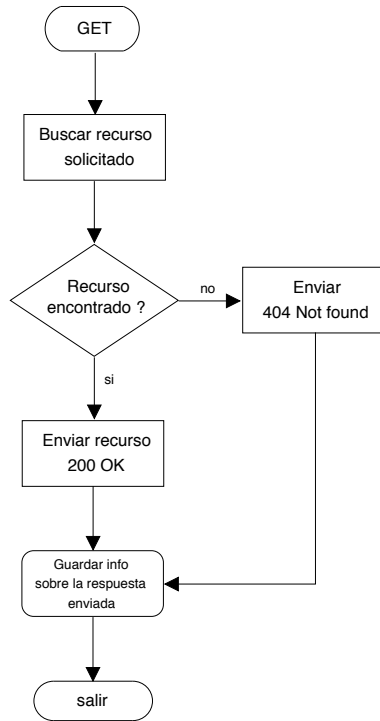 GET
Buscar recurso
solicitado
Recurso
encontrado ?
no
Enviar
404 Not found
si
Enviar recurso
200 OK
Guardar info
sobre la respuesta
enviada
salir